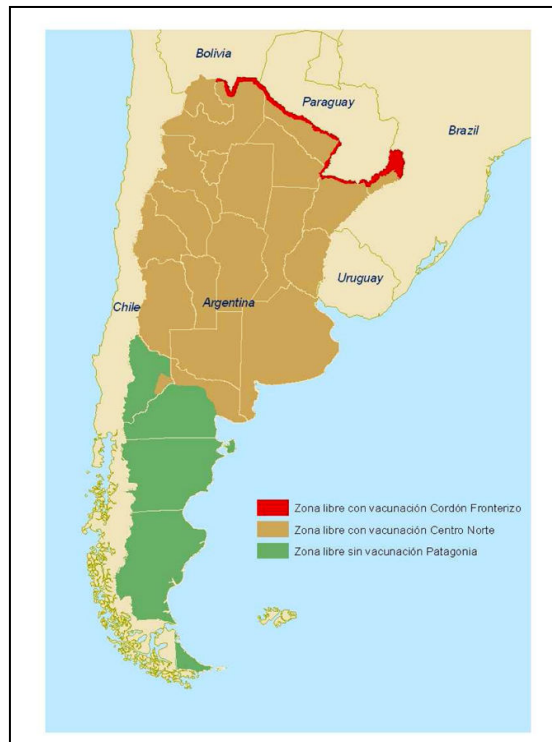 Bolivia
Paraguay
Brazil
Uruguay
Chile
Argentina
Zona libre con vacunación Cordón Fronterizo
Zona libre con vacunación Centro Norte
Zona libre sin vacunación Patagonia